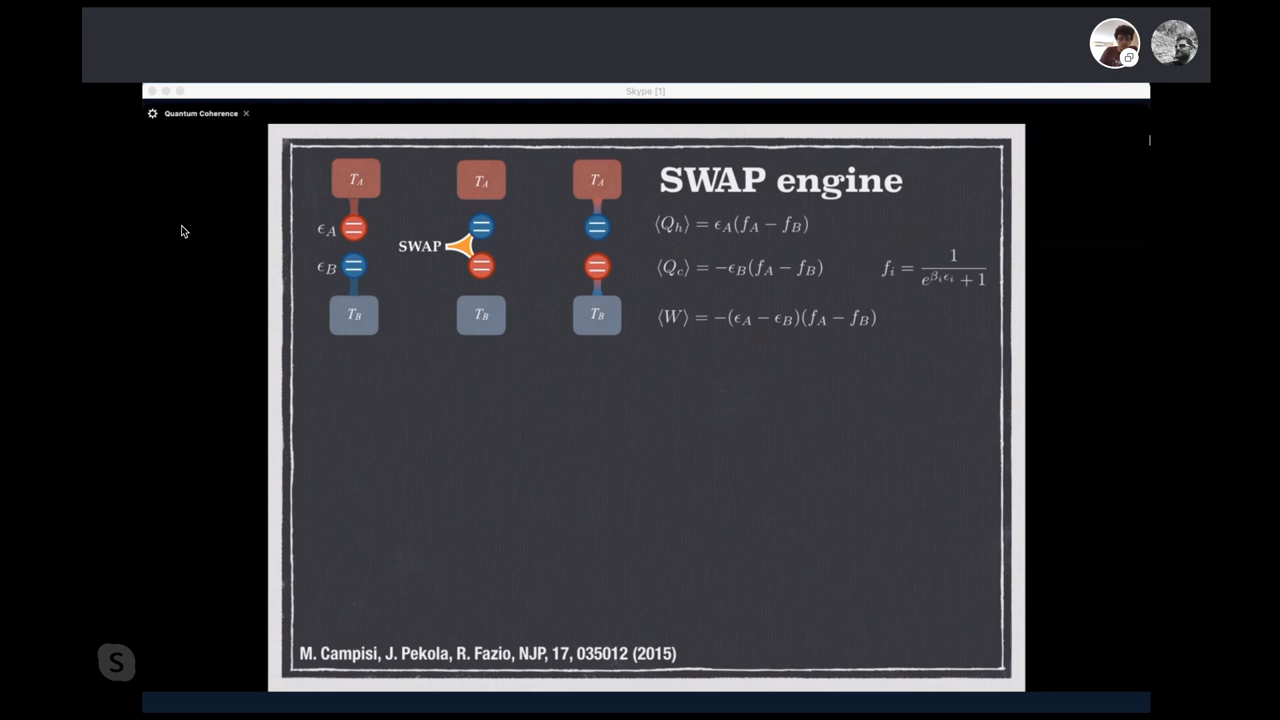 Skype [1]
Quantum Coherence
T_A
T_A
T_A
SWAP engine
ϵ_A
⟨Q_h⟩ = ϵ_A(f_A − f_B)
SWAP
ϵ_B
⟨Q_c⟩ = −ϵ_B(f_A − f_B)
f_i = 1 / (e^{β_i ϵ_i} + 1)
T_B
T_B
T_B
⟨W⟩ = −(ϵ_A − ϵ_B)(f_A − f_B)
M. Campisi, J. Pekola, R. Fazio, NJP, 17, 035012 (2015)
S